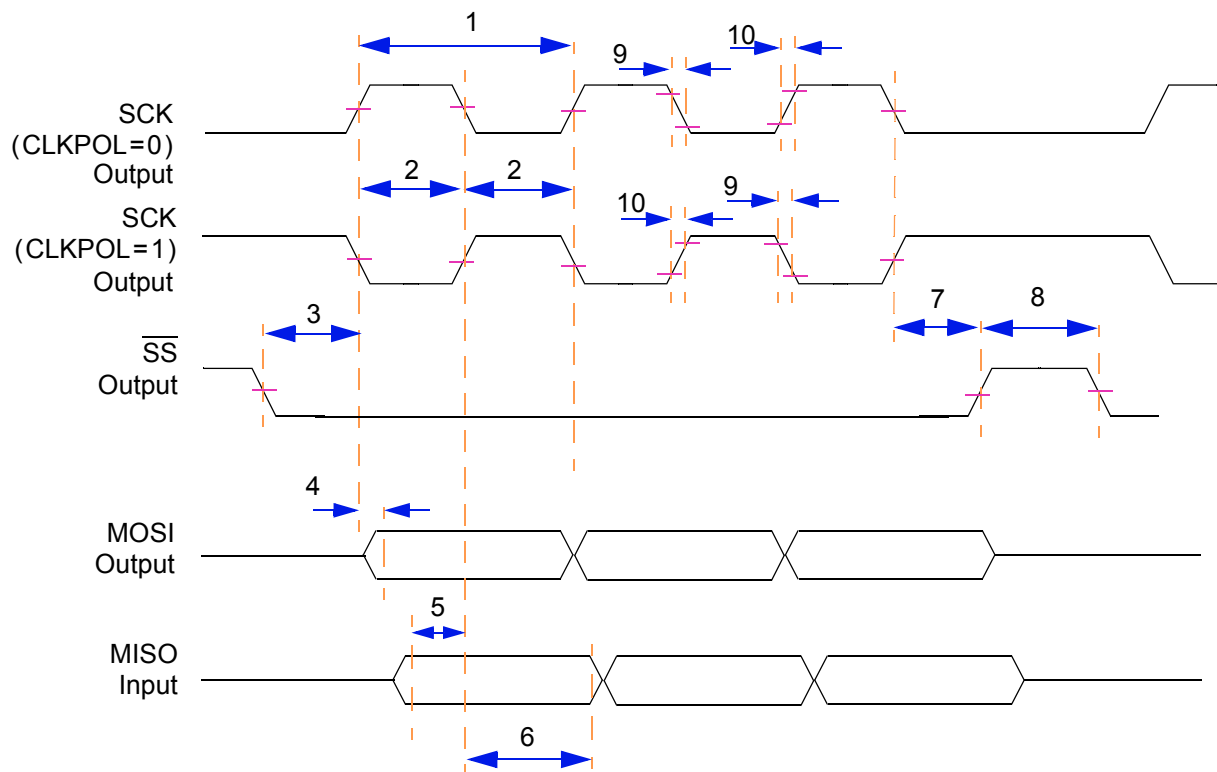 1
9
10
SCK
(CLKPOL=0)
Output
2
2
SCK
(CLKPOL=1)
Output
10
9
3
7
8
SS
Output
4
MOSI
Output
5
MISO
Input
6